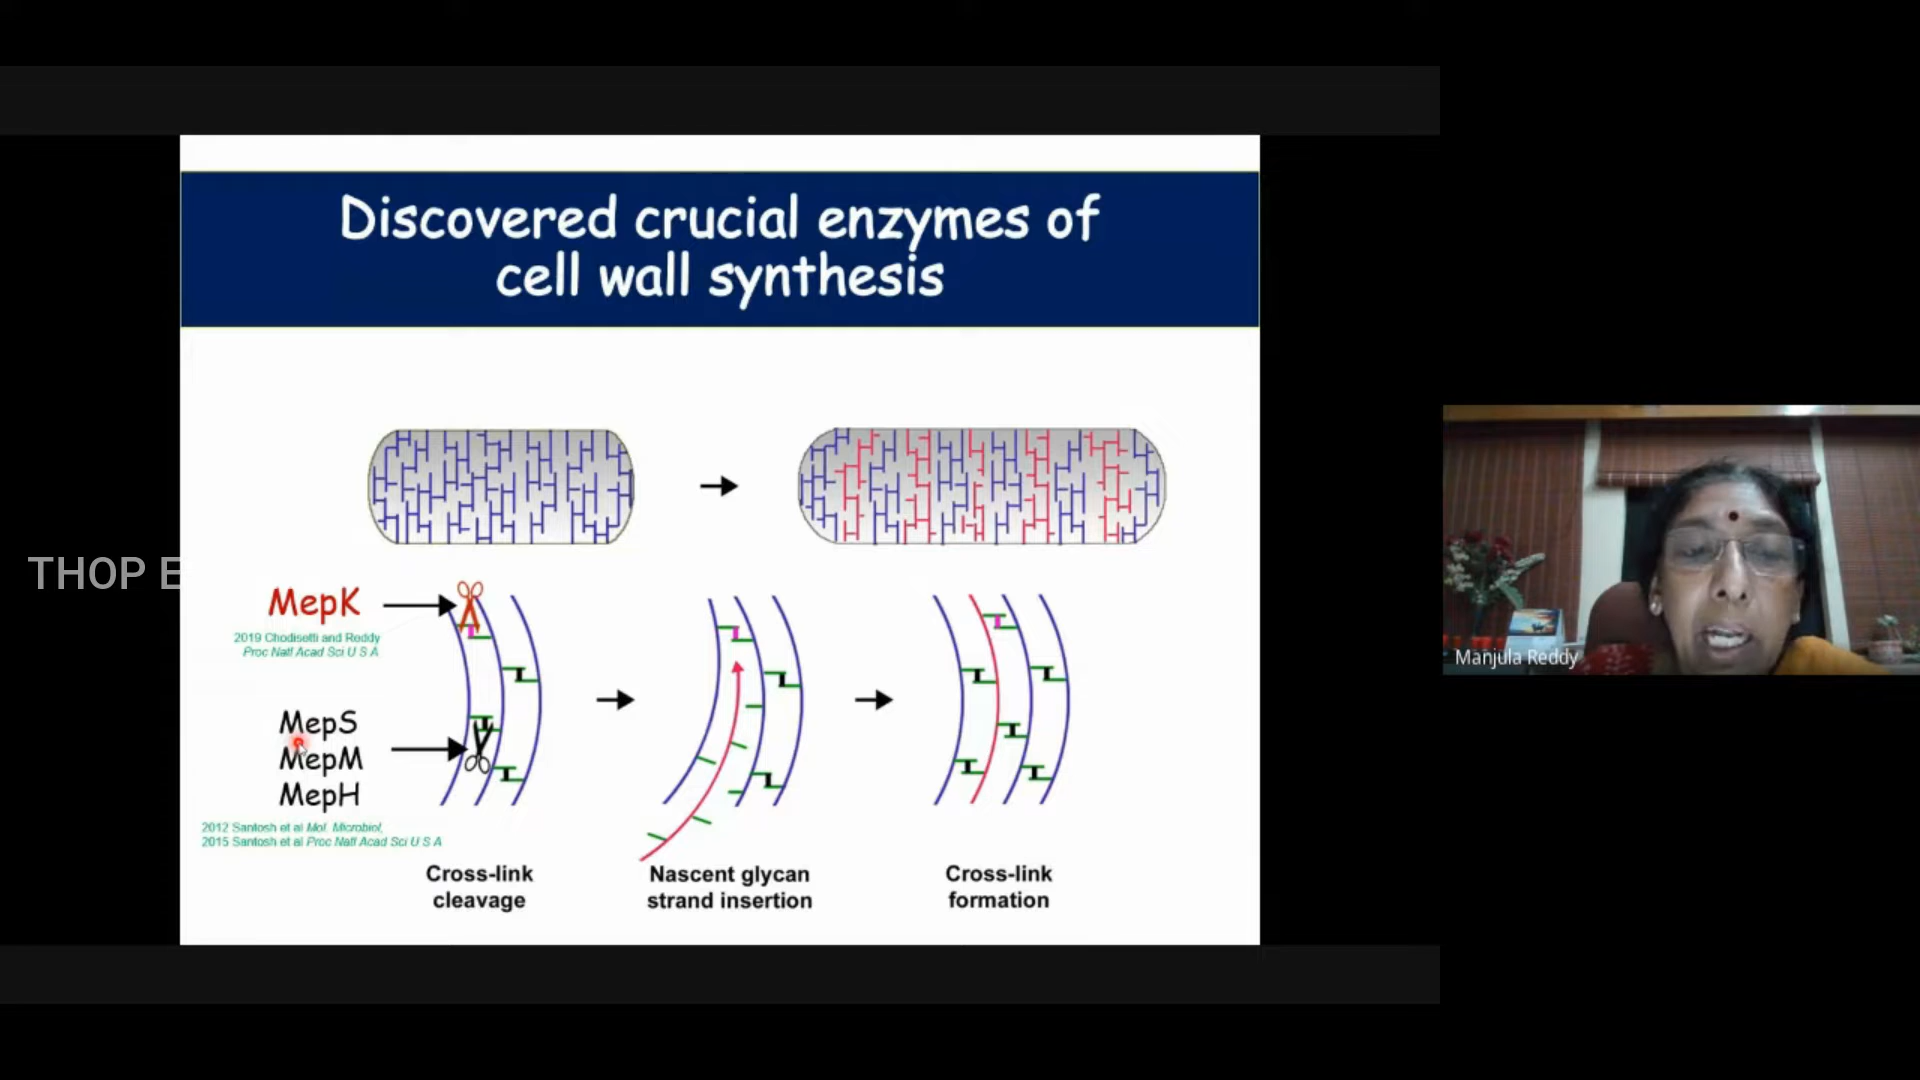 Discovered crucial enzymes of
cell wall synthesis
THOP E
MepK
2019 Chodisetti and Reddy
Proc Natl Acad Sci U S A
MepS
MepM
MepH
2012 Santosh et al Mol. Microbiol,
2015 Santosh et al Proc Natl Acad Sci U S A
Cross-link
cleavage
Nascent glycan
strand insertion
Cross-link
formation
Manjula Reddy